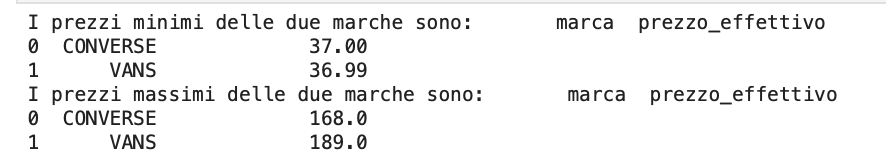 I prezzi minimi delle due marche sono:       marca  prezzo_effettivo
0  CONVERSE             37.00
1      VANS             36.99
I prezzi massimi delle due marche sono:       marca  prezzo_effettivo
0  CONVERSE             168.0
1      VANS             189.0